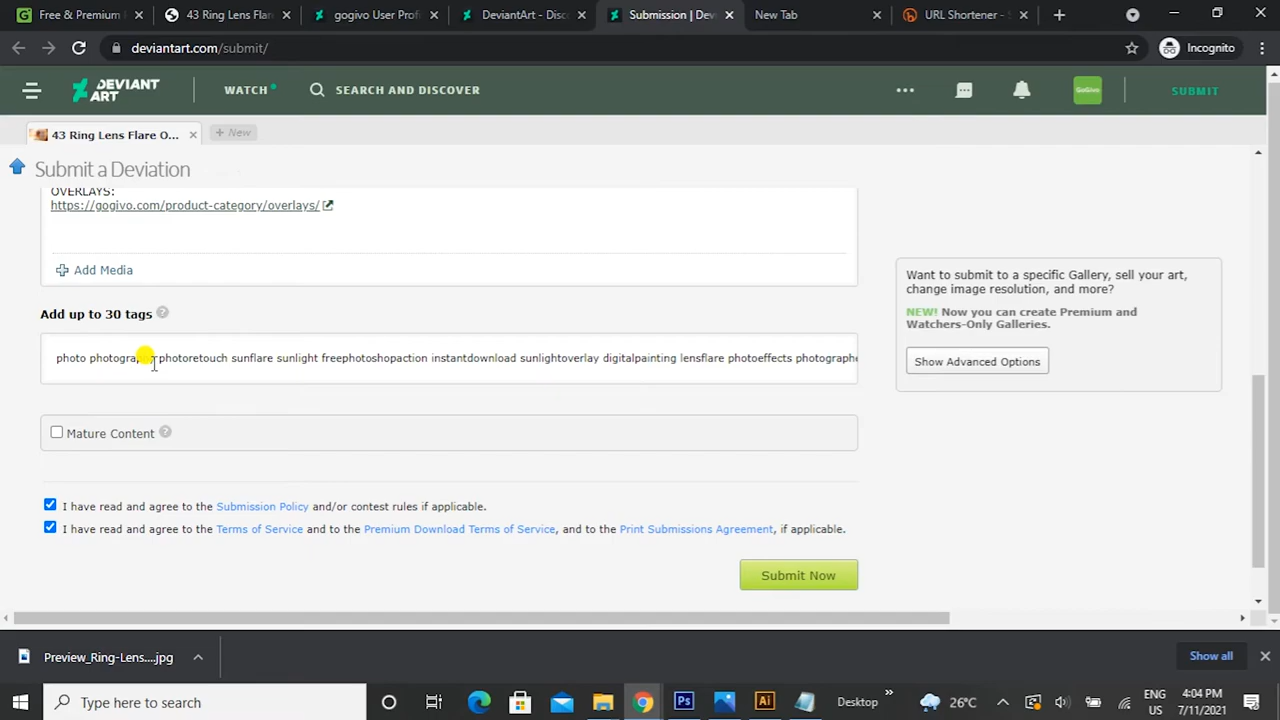 Free & Premium
43 Ring Lens Flar
gogivo User Prof
DeviantArt - Disc
Submission | Dev
New Tab
URL Shortener - S
deviantart.com/submit/
Incognito
DEVIANT
ART
WATCH
SEARCH AND DISCOVER
GoGivo
SUBMIT
43 Ring Lens Flare O...
+ New
Submit a Deviation
OVERLAYS:
https://gogivo.com/product-category/overlays/
Add Media
Want to submit to a specific Gallery, sell your art,
change image resolution, and more?
NEW! Now you can create Premium and
Watchers-Only Galleries.
Show Advanced Options
Add up to 30 tags ?
photo photography photoretouch sunflare sunlight freephotoshopaction instantdownload sunlightoverlay digitalpainting lensflare photoeffects photographe
Mature Content ?
I have read and agree to the Submission Policy and/or contest rules if applicable.
I have read and agree to the Terms of Service and to the Premium Download Terms of Service, and to the Print Submissions Agreement, if applicable.
Submit Now
Preview_Ring-Lens....jpg
Show all
Type here to search
Ps
Ai
Desktop
26°C
ENG
US
4:04 PM
7/11/2021